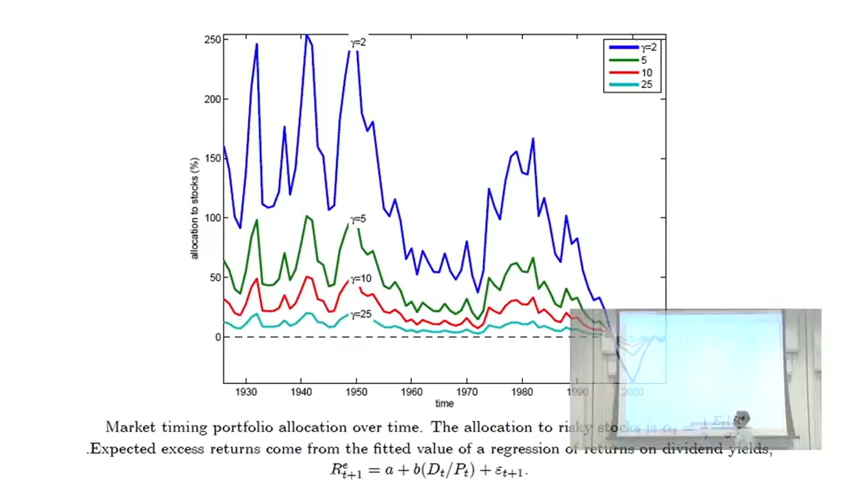 250
200
150
100
50
0
allocation to stocks (%)
γ=2
γ=5
γ=10
γ=25
γ=2
5
10
25
1930 1940 1950 1960 1970 1980 1990 2000
time
Market timing portfolio allocation over time. The allocation to risky stocks is
.Expected excess returns come from the fitted value of a regression of returns on dividend yields,
R^e_{t+1} = a + b(D_t/P_t) + ε_{t+1}.